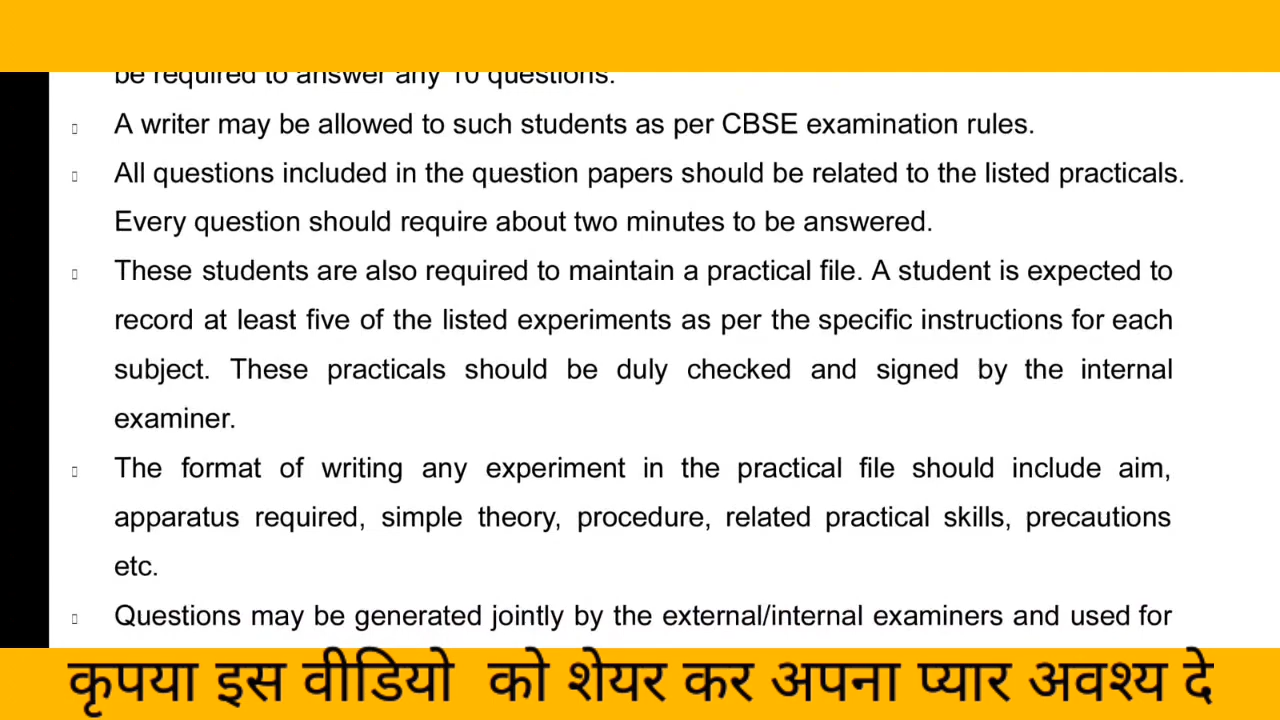 be required to answer any 10 questions.
A writer may be allowed to such students as per CBSE examination rules.
All questions included in the question papers should be related to the listed practicals.
Every question should require about two minutes to be answered.
These students are also required to maintain a practical file. A student is expected to
record at least five of the listed experiments as per the specific instructions for each
subject. These practicals should be duly checked and signed by the internal
examiner.
The format of writing any experiment in the practical file should include aim,
apparatus required, simple theory, procedure, related practical skills, precautions
etc.
Questions may be generated jointly by the external/internal examiners and used for
कृपया इस वीडियो को शेयर कर अपना प्यार अवश्य दे